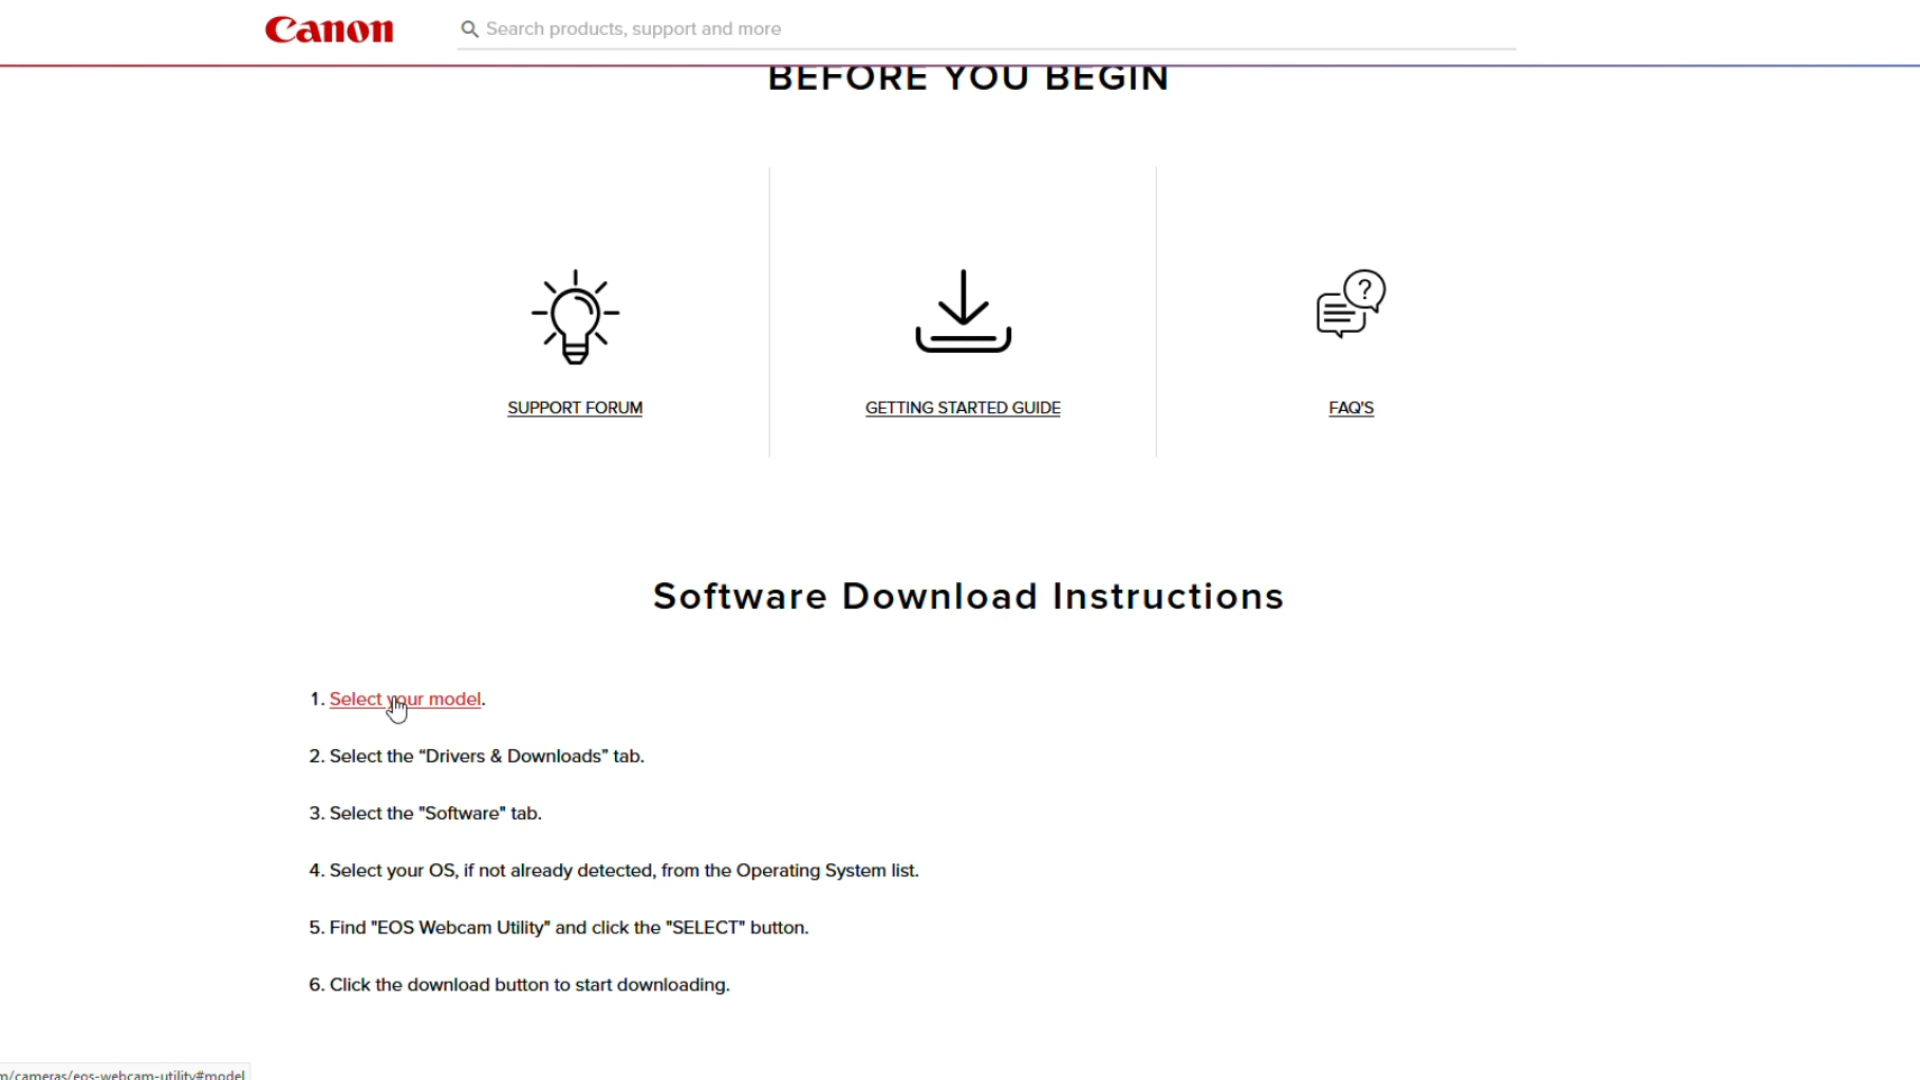 Canon
Search products, support and more
BEFORE YOU BEGIN
?
SUPPORT FORUM
GETTING STARTED GUIDE
FAQ'S
Software Download Instructions
1. Select your model.
2. Select the “Drivers & Downloads” tab.
3. Select the "Software" tab.
4. Select your OS, if not already detected, from the Operating System list.
5. Find "EOS Webcam Utility" and click the "SELECT" button.
6. Click the download button to start downloading.
m/cameras/eos-webcam-utility#model